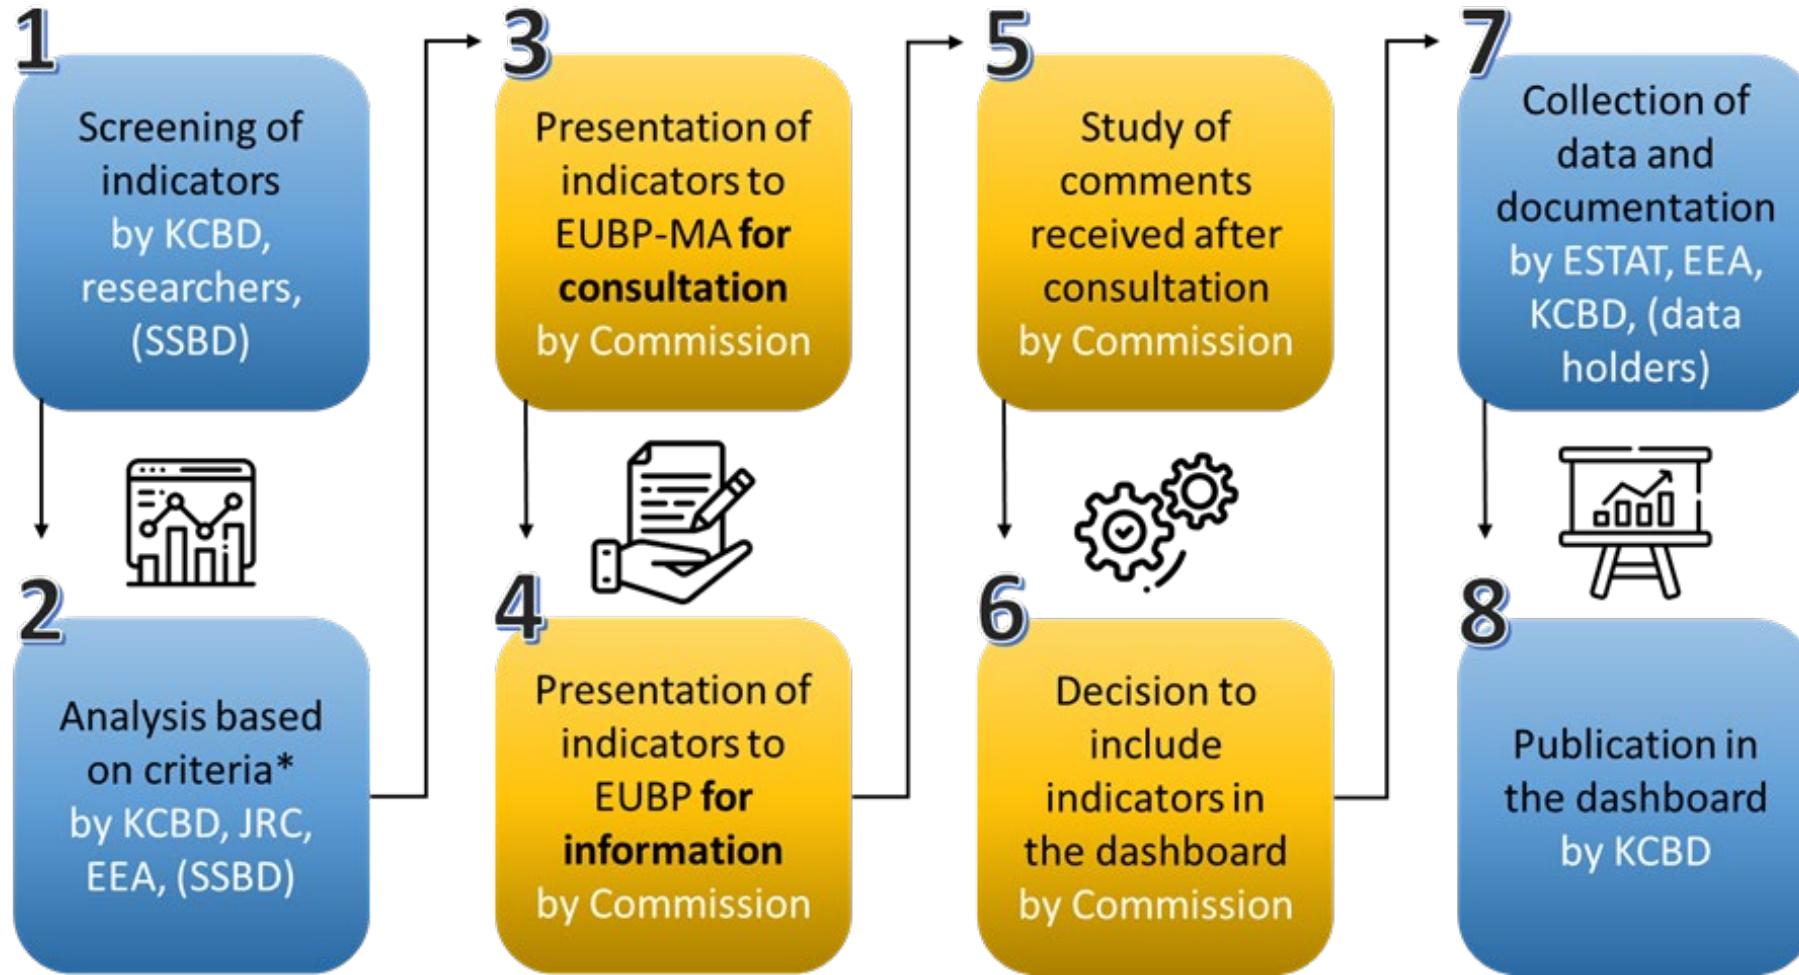 1
Screening of
indicators
by KCBD,
researchers,
(SSBD)
2
Analysis based
on criteria*
by KCBD, JRC,
EEA, (SSBD)
3
Presentation of
indicators to
EUBP-MA for
consultation
by Commission
4
Presentation of
indicators to
EUBP for
information
by Commission
5
Study of
comments
received after
consultation
by Commission
6
Decision to
include
indicators in
the dashboard
by Commission
7
Collection of
data and
documentation
by ESTAT, EEA,
KCBD, (data
holders)
8
Publication in
the dashboard
by KCBD